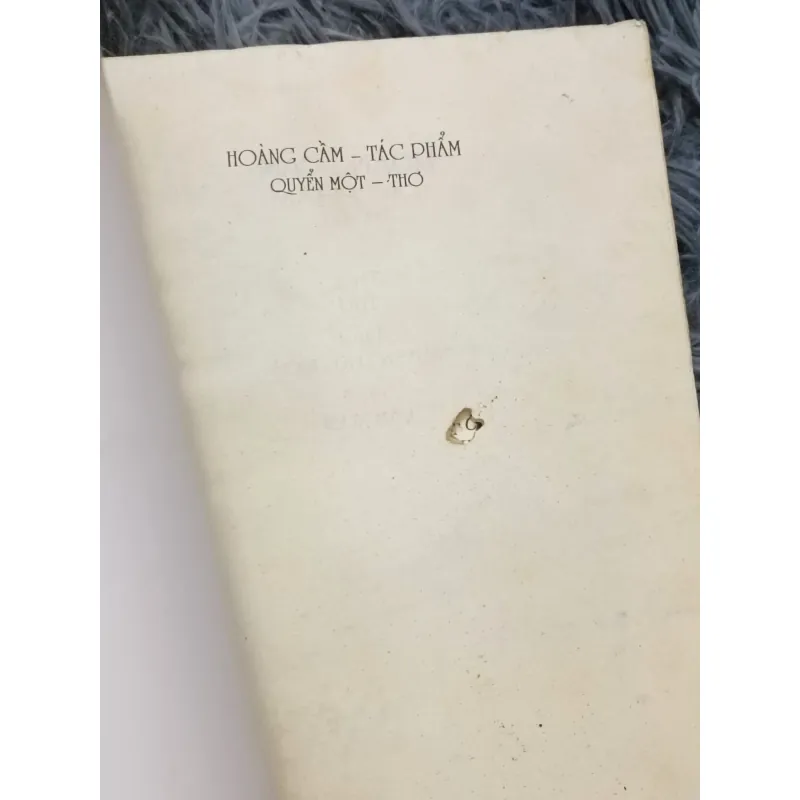 HOÀNG CẦM – TÁC PHẨM
QUYỂN MỘT – THƠ